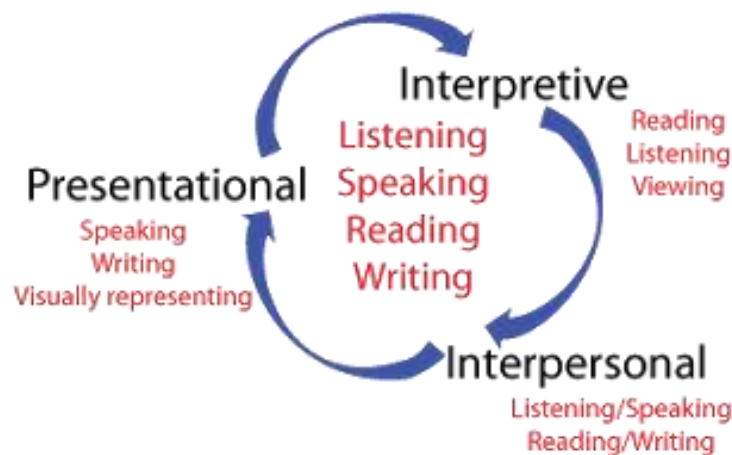 Interpretive
Reading
Listening
Viewing
Listening
Speaking
Reading
Writing
Presentational
Speaking
Writing
Visually representing
Interpersonal
Listening/Speaking
Reading/Writing